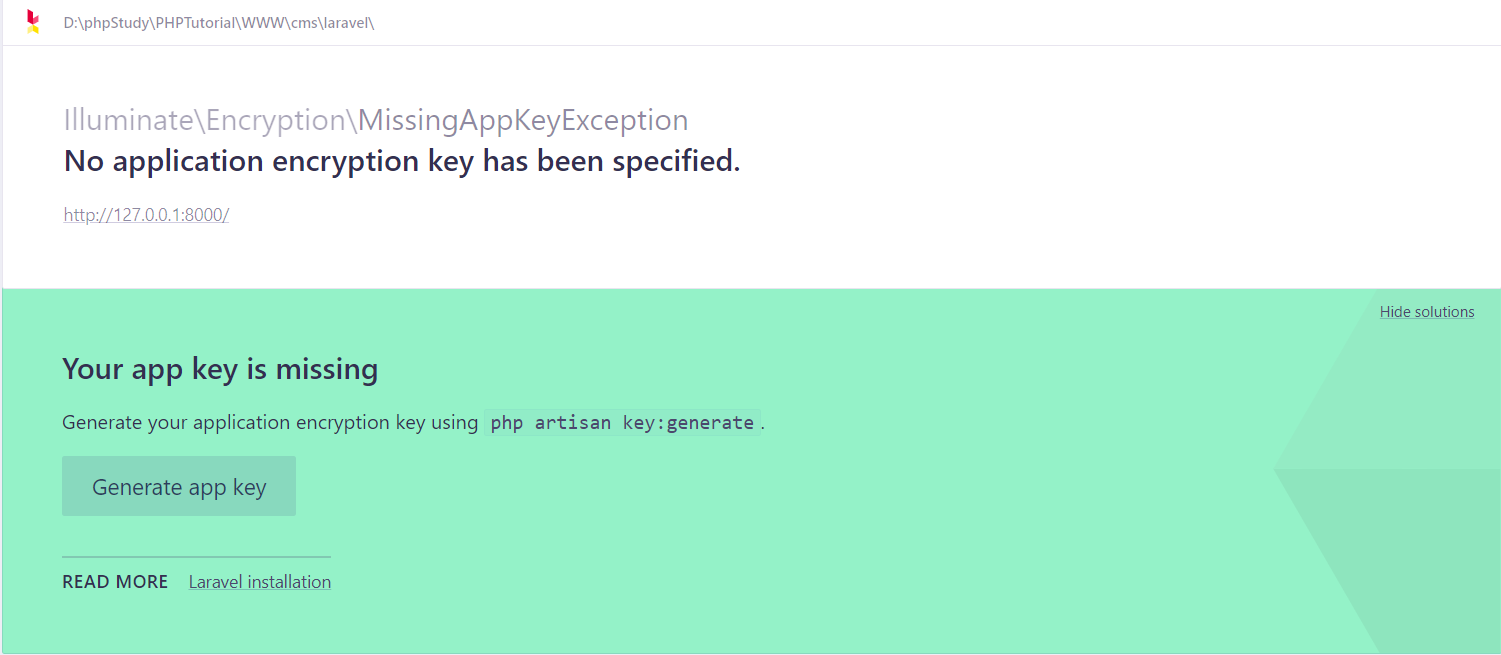 D:\phpStudy\PHPTutorial\WWW\cms\laravel\
Illuminate\Encryption\MissingAppKeyException
No application encryption key has been specified.
http://127.0.0.1:8000/
Hide solutions
Your app key is missing
Generate your application encryption key using php artisan key:generate.
Generate app key
READ MORE Laravel installation